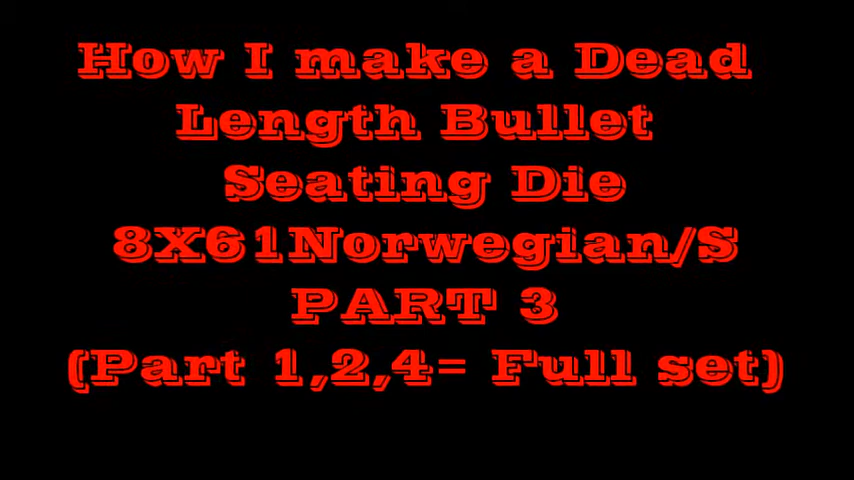 How I make a Dead
Length Bullet
Seating Die
8X61Norwegian/S
PART 3
(Part 1,2,4= Full set)